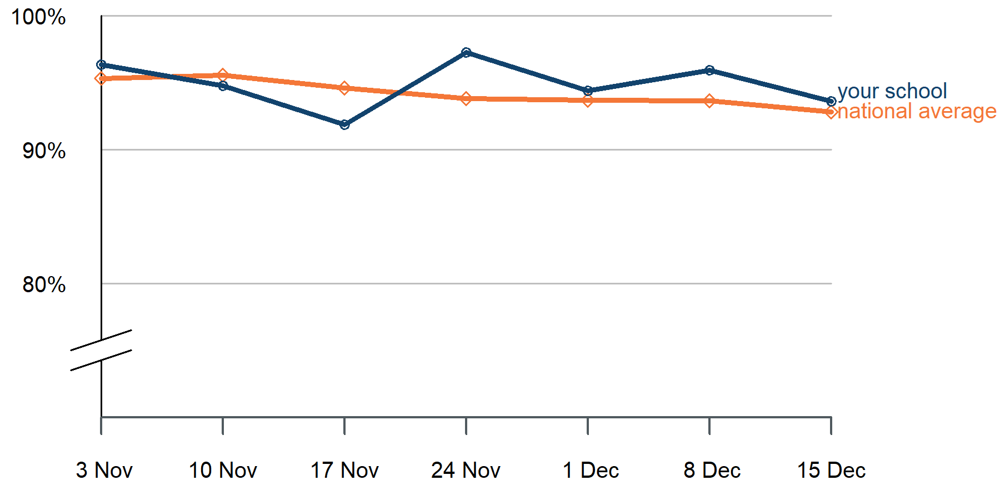 100%
your school
national average
90%
80%
3 Nov 10 Nov 17 Nov 24 Nov 1 Dec 8 Dec 15 Dec